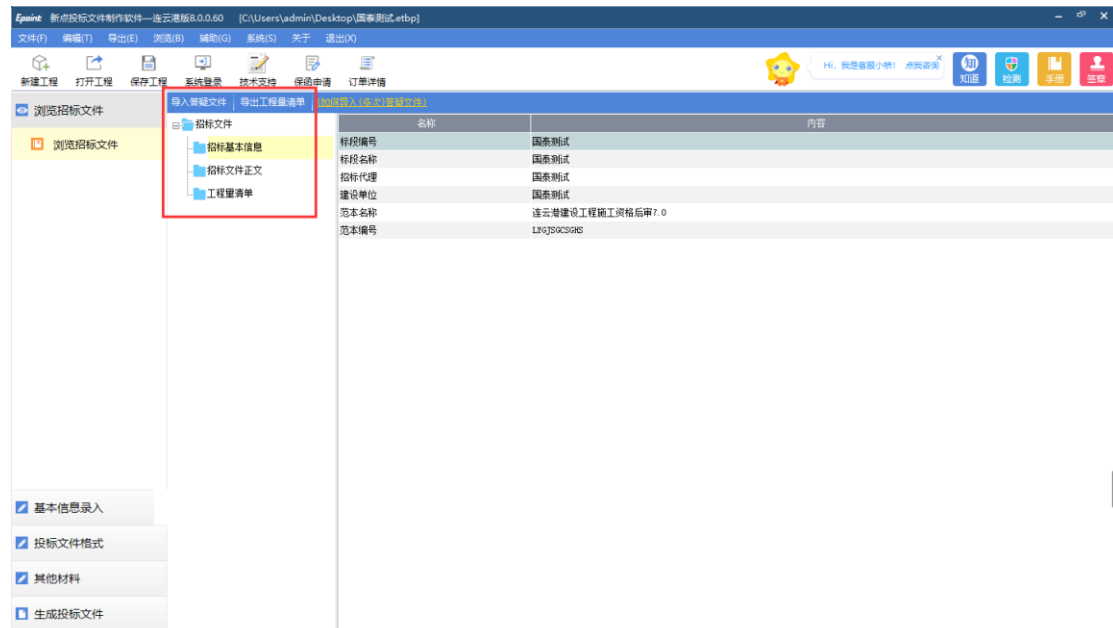 Epoint 新点投标文件制作软件—连云港版8.0.0.60 [C:\Users\admin\Desktop\国泰测试.etbp]
文件(F) 编辑(T) 导出(E) 浏览(B) 辅助(G) 系统(S) 关于 退出(X)
新建工程 打开工程 保存工程 系统登录 技术支持 保函申请 订单详情
Hi，我是客服小桥！ 点我咨询
知道 检测 手册 签章
浏览招标文件
浏览招标文件
导入答疑文件 导出工程量清单 (如何导入(多次)答疑文件)
招标文件
招标基本信息
招标文件正文
工程量清单
名称 内容
标段编号 国泰测试
标段名称 国泰测试
招标代理 国泰测试
建设单位 国泰测试
范本名称 连云港建设工程施工资格后审7.0
范本编号 LYGJSGCSGHS
基本信息录入
投标文件格式
其他材料
生成投标文件